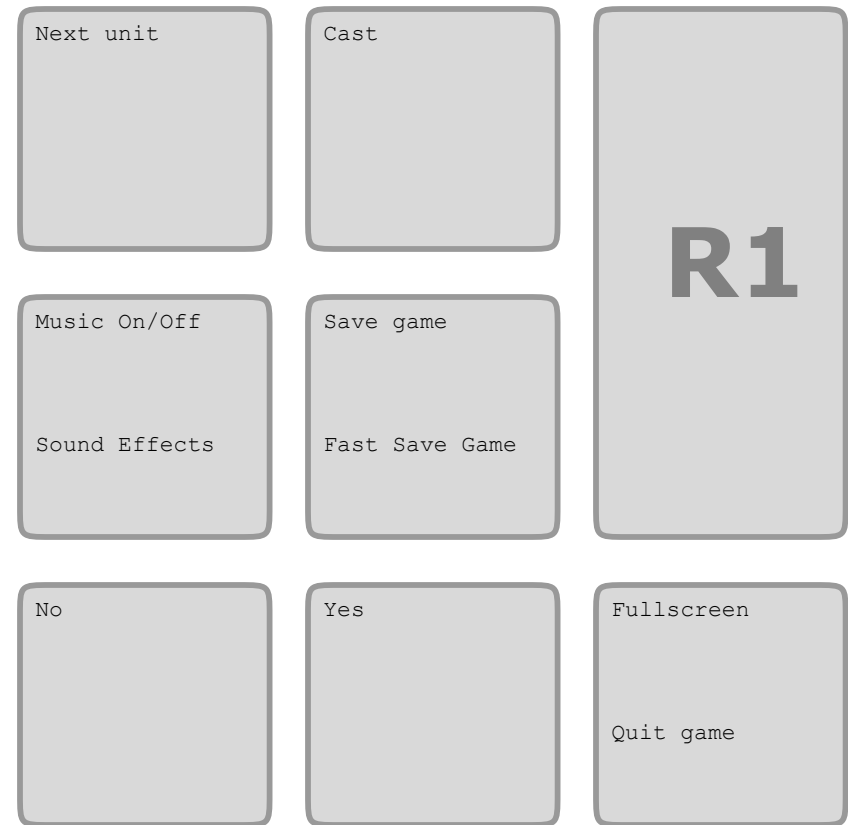 Next unit
Cast
R1
Music On/Off
Save game
Sound Effects
Fast Save Game
No
Yes
Fullscreen
Quit game